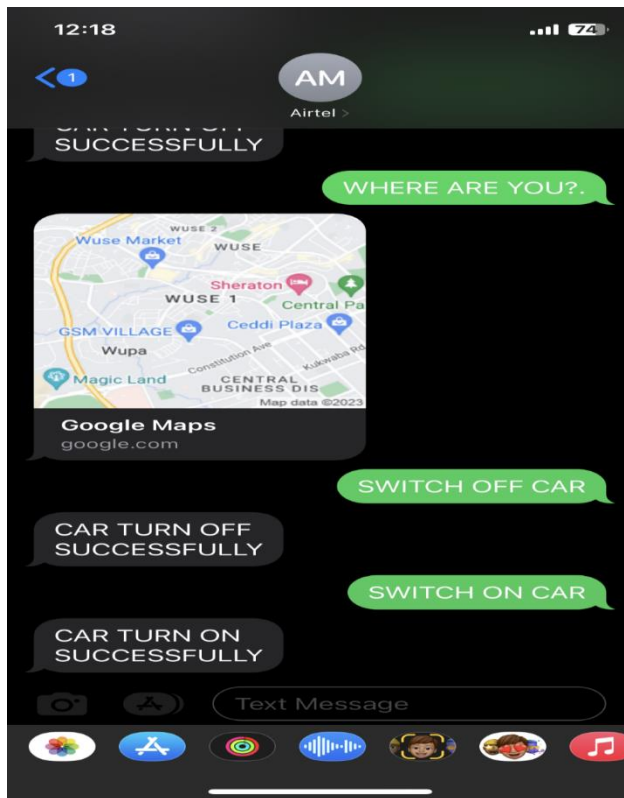 12:18
74
1
AM
Airtel >
CAR TURN OFF
SUCCESSFULLY
WHERE ARE YOU?.
WUSE 2
Wuse Market
WUSE
Sheraton
WUSE 1
Central Pa
GSM VILLAGE
Ceddi Plaza
Wupa
Constitution Ave
Kukwaba Rd
Magic Land
CENTRAL
BUSINESS DIS
Map data ©2023
Google Maps
google.com
SWITCH OFF CAR
CAR TURN OFF
SUCCESSFULLY
SWITCH ON CAR
CAR TURN ON
SUCCESSFULLY
Text Message